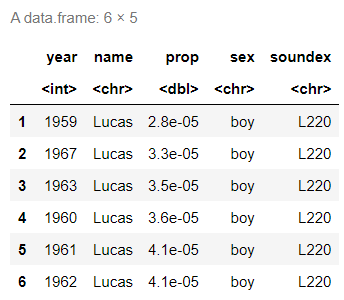 A data.frame: 6 × 5
year name prop sex soundex
<int> <chr> <dbl> <chr> <chr>
1 1959 Lucas 2.8e-05 boy L220
2 1967 Lucas 3.3e-05 boy L220
3 1963 Lucas 3.5e-05 boy L220
4 1960 Lucas 3.6e-05 boy L220
5 1961 Lucas 4.1e-05 boy L220
6 1962 Lucas 4.1e-05 boy L220